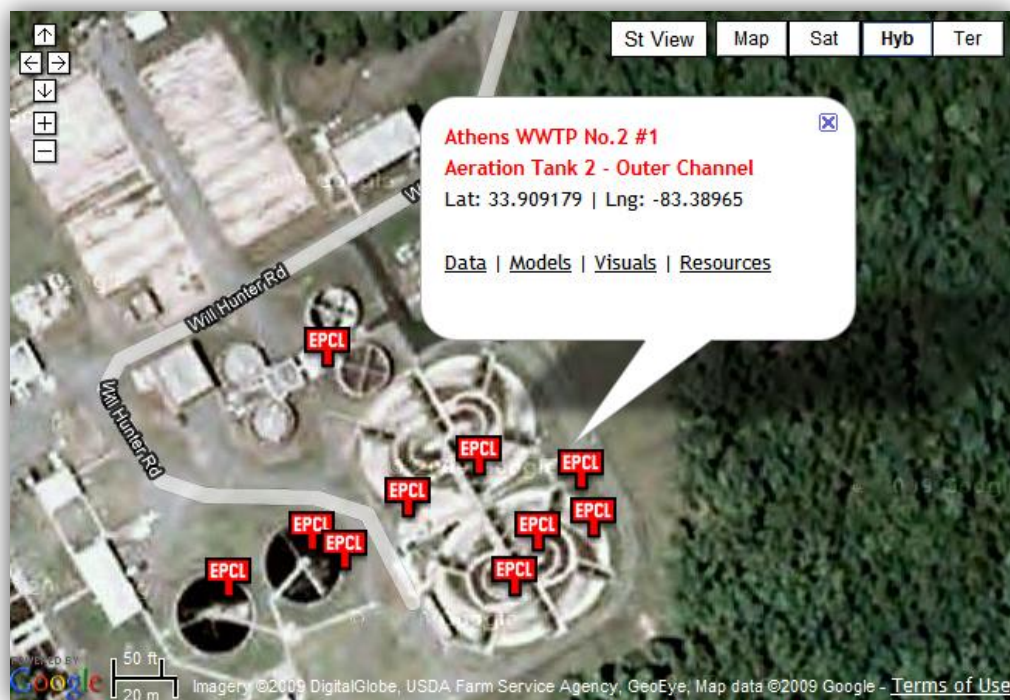 St View
Map
Sat
Hyb
Ter
Athens WWTP No.2 #1
Aeration Tank 2 - Outer Channel
Lat: 33.909179 | Lng: -83.38965
Data | Models | Visuals | Resources
W
Will Hunter Rd
EPCL
Will Hunter Rd
EPCL
EPCL
EPCL
EPCL
EPCL
EPCL
EPCL
EPCL
EPCL
POWERED BY
Google
50 ft
20 m
Imagery ©2009 DigitalGlobe, USDA Farm Service Agency, GeoEye, Map data ©2009 Google - Terms of Use